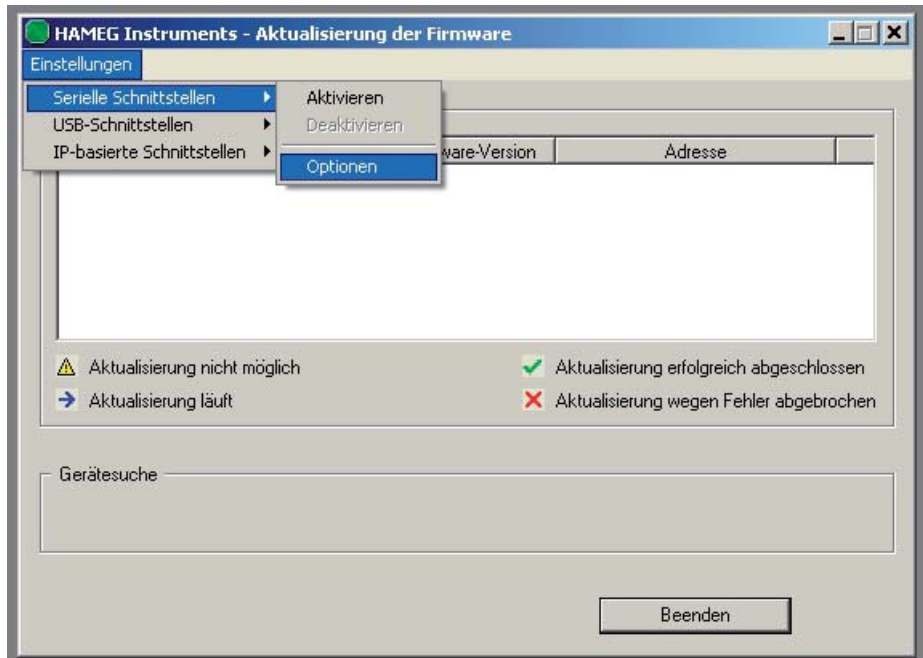 HAMEG Instruments - Aktualisierung der Firmware
Einstellungen
Serielle Schnittstellen
USB-Schnittstellen
IP-basierte Schnittstellen
Aktivieren
Deaktivieren
Optionen
ware-Version Adresse
Aktualisierung nicht möglich
Aktualisierung erfolgreich abgeschlossen
Aktualisierung läuft
Aktualisierung wegen Fehler abgebrochen
Gerätesuche
Beenden